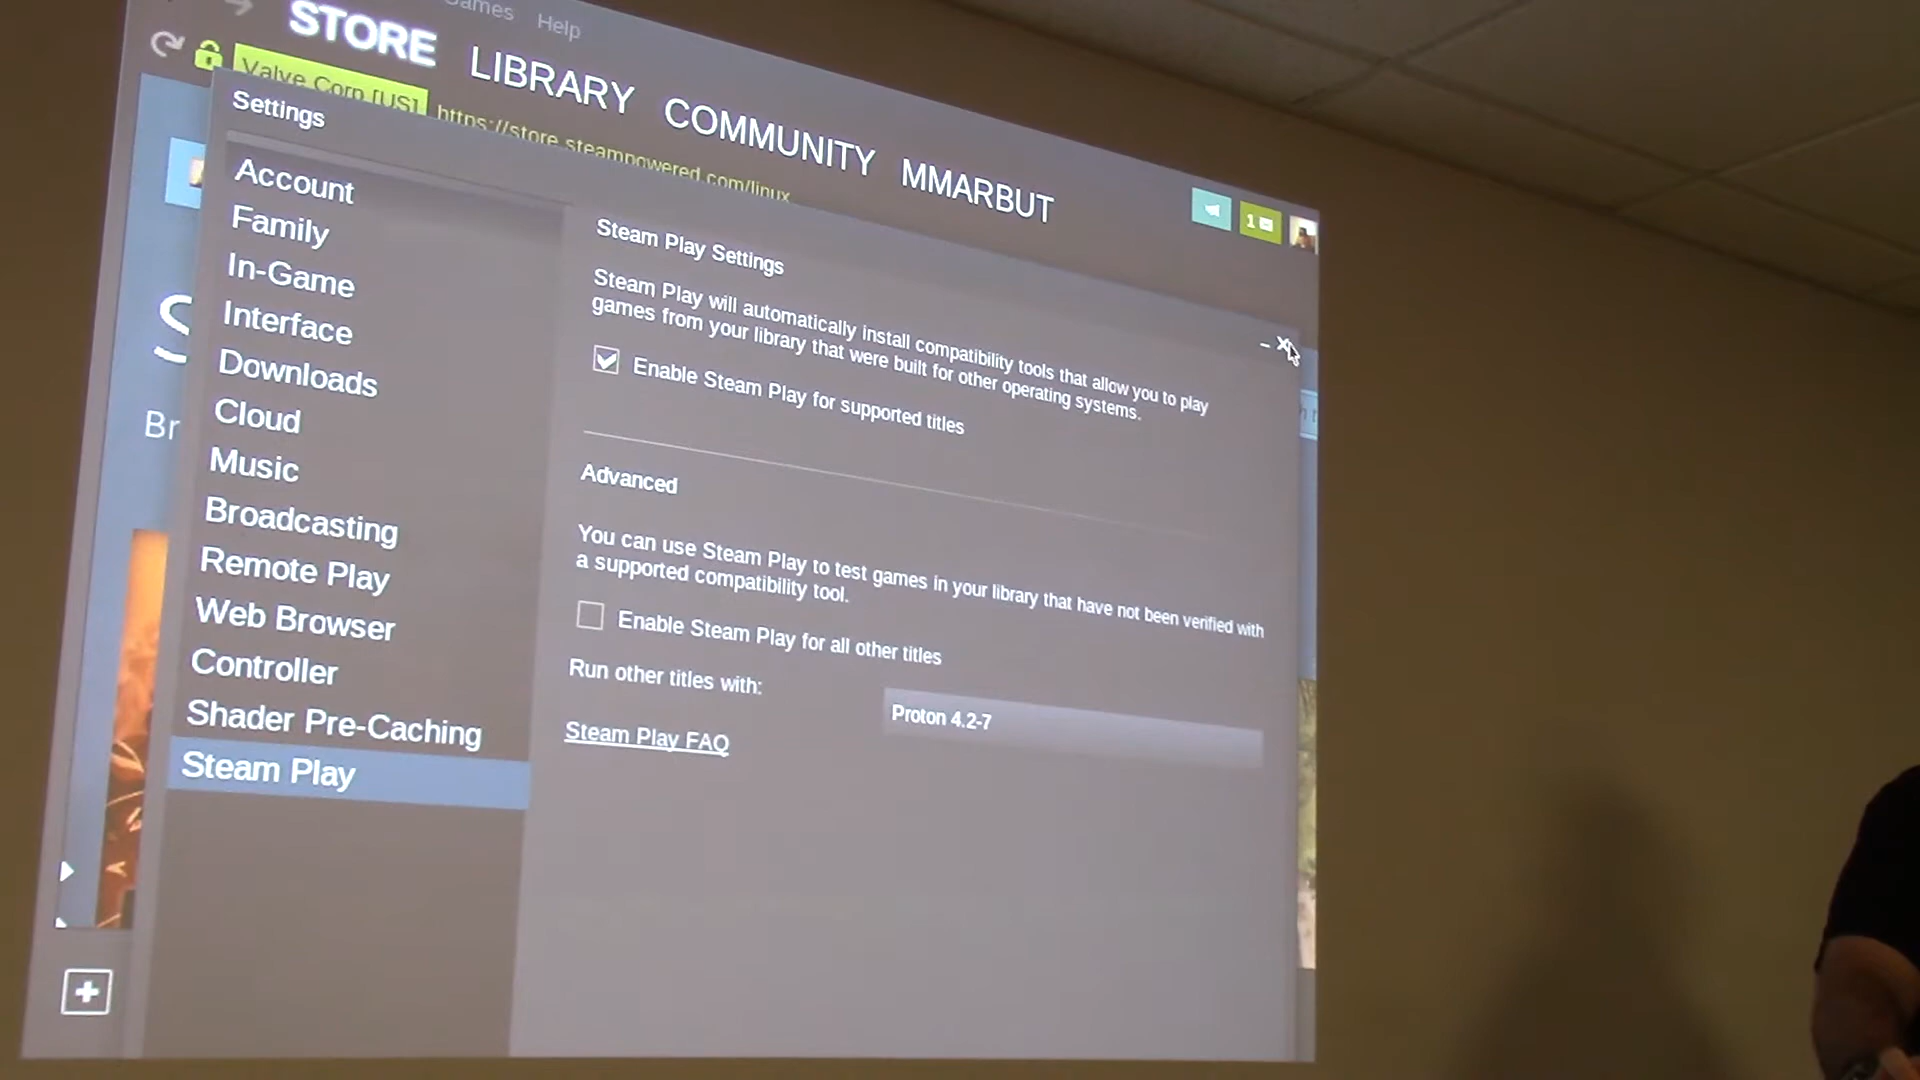 Games Help
STORE LIBRARY COMMUNITY MMARBUT
Valve Corp [US] https://store.steampowered.com/linux
1
Settings
Account
Family
In-Game
Interface
Downloads
Cloud
Music
Broadcasting
Remote Play
Web Browser
Controller
Shader Pre-Caching
Steam Play
Steam Play Settings
Steam Play will automatically install compatibility tools that allow you to play
games from your library that were built for other operating systems.
Enable Steam Play for supported titles
Advanced
You can use Steam Play to test games in your library that have not been verified with
a supported compatibility tool.
Enable Steam Play for all other titles
Run other titles with:
Proton 4.2-7
Steam Play FAQ
S
Br